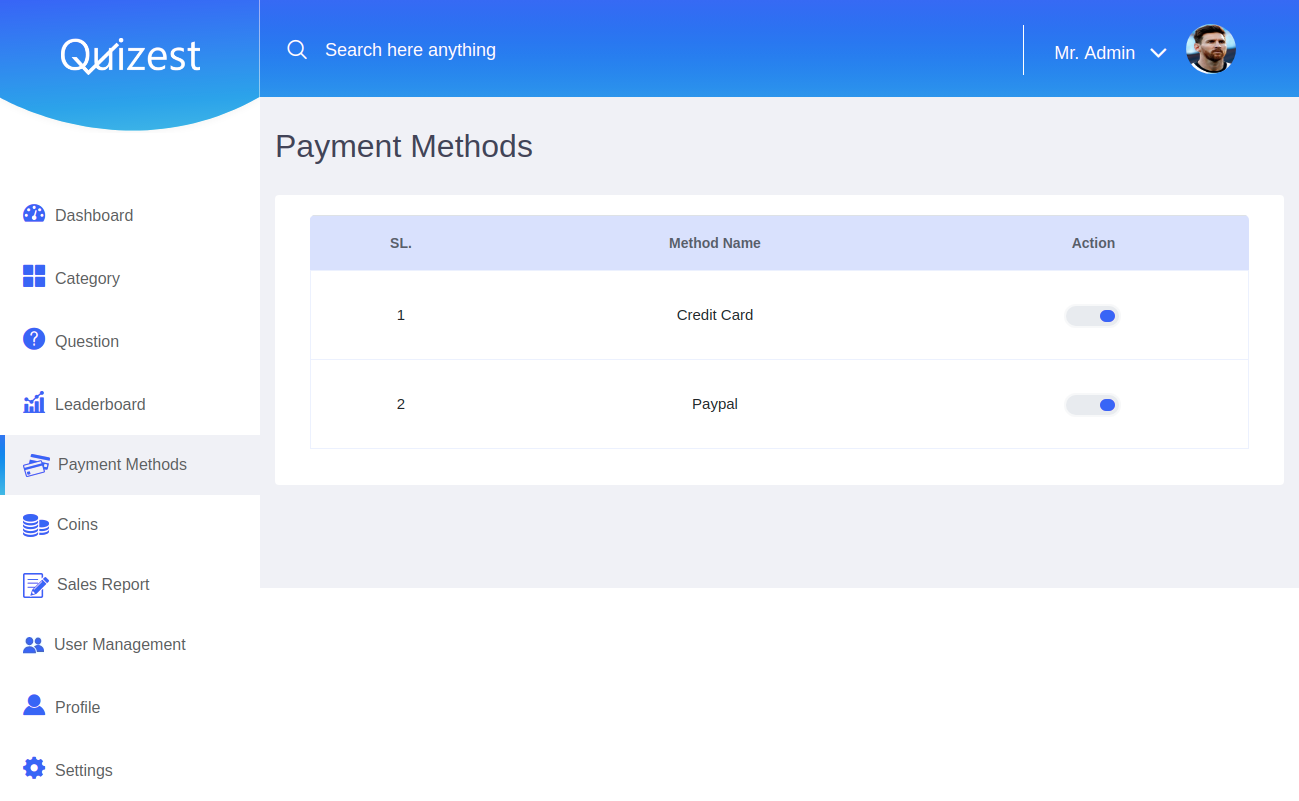 Quizest
Search here anything
Mr. Admin
Payment Methods
Dashboard
Category
Question
Leaderboard
Payment Methods
Coins
Sales Report
User Management
Profile
Settings
SL. Method Name Action
1 Credit Card
2 Paypal